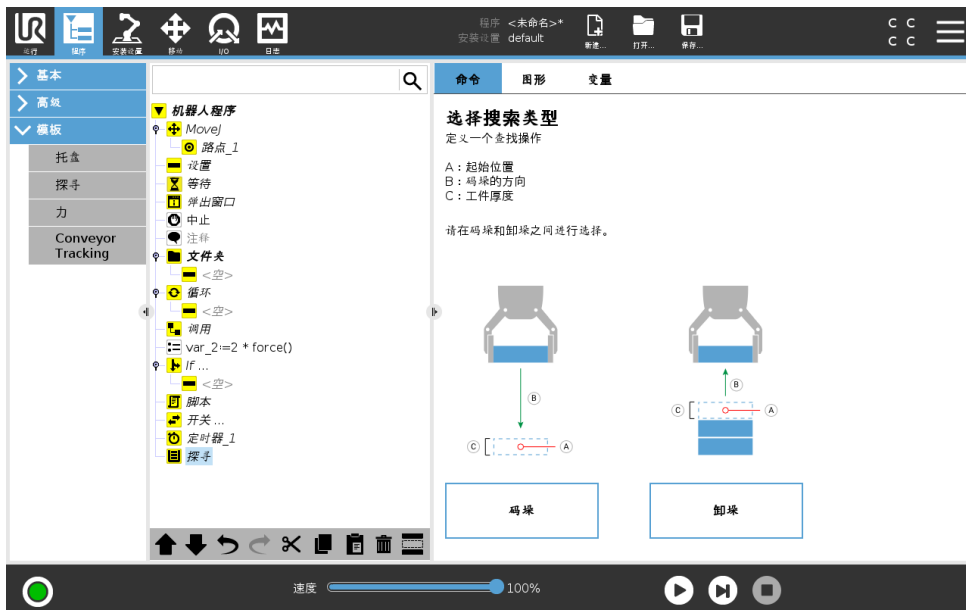 UR
运行
程序
安装设置
移动
I/O
日志
程序 <未命名>*
安装设置 default
新建...
打开...
保存...
C C
C C
基本
高级
模板
托盘
探寻
力
Conveyor
Tracking
机器人程序
MoveJ
路点_1
设置
等待
弹出窗口
中止
注释
文件夹
<空>
循环
<空>
调用
var_2:=2 * force()
If ...
<空>
脚本
开关 ...
定时器_1
探寻
命令 图形 变量
选择搜索类型
定义一个查找操作
A：起始位置
B：码垛的方向
C：工件厚度
请在码垛和卸垛之间进行选择。
B
C
A
B
C
A
码垛
卸垛
速度
100%